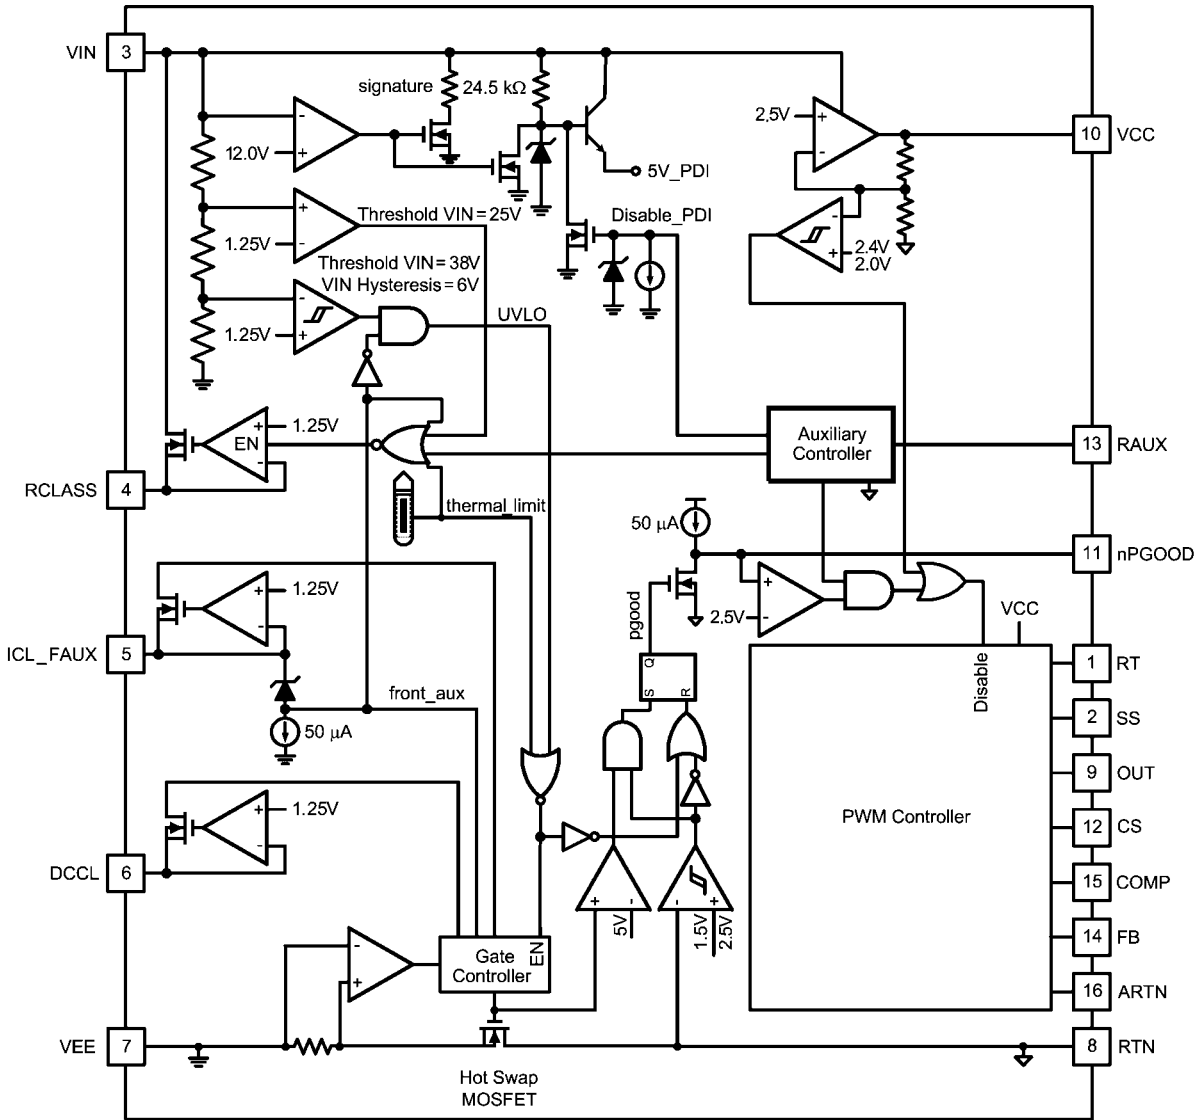 VIN
3
signature
24.5 kΩ
-
+
12.0V
5V_PDI
2.5V
+
-
10
VCC
-
+
2.4V
2.0V
+
-
1.25V
Threshold VIN = 25V
Disable_PDI
Threshold VIN = 38V
VIN Hysteresis = 6V
-
+
1.25V
UVLO
+
EN
-
1.25V
RCLASS
4
thermal_limit
Auxiliary
Controller
13
RAUX
50 µA
11
nPGOOD
+
-
2.5V
pgood
+
-
1.25V
ICL_FAUX
5
front_aux
50 µA
Q
S
R
VCC
Disable
PWM Controller
1
RT
2
SS
9
OUT
12
CS
15
COMP
14
FB
16
ARTN
+
-
1.25V
DCCL
6
+
-
5V
-
+
1.5V
2.5V
-
+
Gate
Controller
EN
VEE
7
8
RTN
Hot Swap
MOSFET